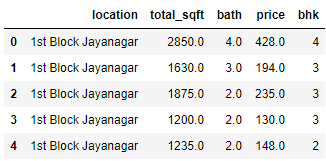 location total_sqft bath price bhk
0 1st Block Jayanagar 2850.0 4.0 428.0 4
1 1st Block Jayanagar 1630.0 3.0 194.0 3
2 1st Block Jayanagar 1875.0 2.0 235.0 3
3 1st Block Jayanagar 1200.0 2.0 130.0 3
4 1st Block Jayanagar 1235.0 2.0 148.0 2